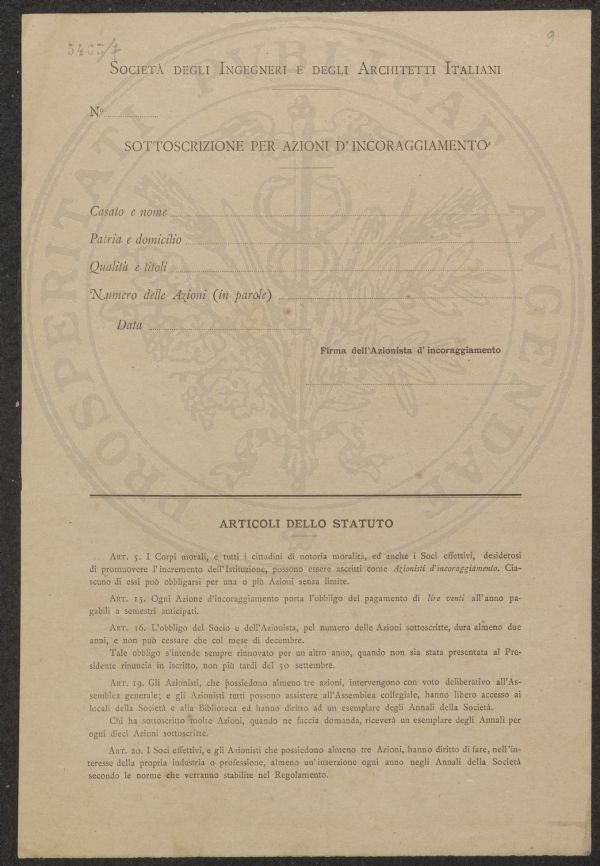 5463/7
9
SOCIETÀ DEGLI INGEGNERI E DEGLI ARCHITETTI ITALIANI
N°
SOTTOSCRIZIONE PER AZIONI D'INCORAGGIAMENTO
Casato e nome
Patria e domicilio
Qualità e titoli
Numero delle Azioni (in parole)
Data
Firma dell'Azionista d'incoraggiamento
PROSPERITATI PVBLICAE AGENDAE
ARTICOLI DELLO STATUTO
ART. 5. I Corpi morali, e tutti i cittadini di notoria moralità, ed anche i Soci effettivi, desiderosi
di promuovere l'incremento dell'Istituzione, possono essere ascritti come Azionisti d'incoraggiamento. Cia-
scuno di essi può obbligarsi per una o più Azioni senza limite.
ART. 15. Ogni Azione d'incoraggiamento porta l'obbligo del pagamento di lire venti all'anno pa-
gabili a semestri anticipati.
ART. 16. L'obbligo del Socio e dell'Azionista, pel numero delle Azioni sottoscritte, dura almeno due
anni, e non può cessare che col mese di decembre.
Tale obbligo s'intende sempre rinnovato per un altro anno, quando non sia stata presentata al Pre-
sidente rinuncia in iscritto, non più tardi del 30 settembre.
ART. 19. Gli Azionisti, che possiedono almeno tre azioni, intervengono con voto deliberativo all'As-
semblea generale; e gli Azionisti tutti possono assistere all'Assemblea collegiale, hanno libero accesso ai
locali della Società e alla Biblioteca ed hanno diritto ad un esemplare degli Annali della Società.
Chi ha sottoscritto molte Azioni, quando ne faccia domanda, riceverà un esemplare degli Annali per
ogni dieci Azioni sottoscritte.
ART. 20. I Soci effettivi, e gli Azionisti che possiedono almeno tre Azioni, hanno diritto di fare, nell'in-
teresse della propria industria o professione, almeno un'inserzione ogni anno negli Annali della Società
secondo le norme che verranno stabilite nel Regolamento.